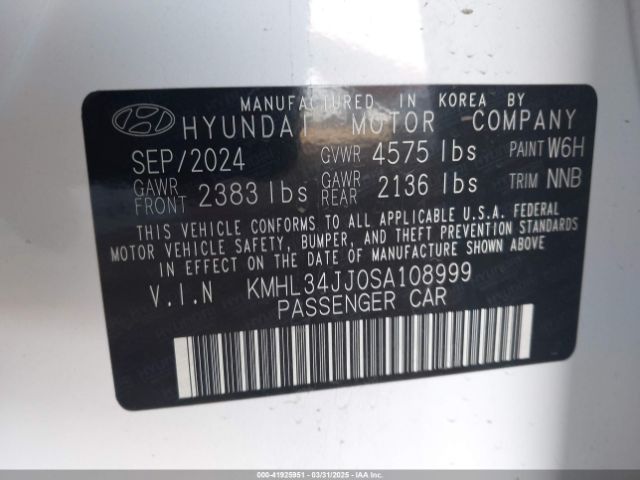 MANUFACTURED IN KOREA BY
HYUNDAI MOTOR COMPANY
SEP/2024 GVWR 4575 lbs PAINT W6H
GAWR FRONT 2383 lbs GAWR REAR 2136 lbs TRIM NNB
THIS VEHICLE CONFORMS TO ALL APPLICABLE U.S.A. FEDERAL
MOTOR VEHICLE SAFETY, BUMPER, AND THEFT PREVENTION STANDARDS
IN EFFECT ON THE DATE OF MANUFACTURE SHOWN ABOVE.
V.I.N KMHL34JJ0SA108999
PASSENGER CAR
000-41925951 - 03/31/2025 - IAAI.COM